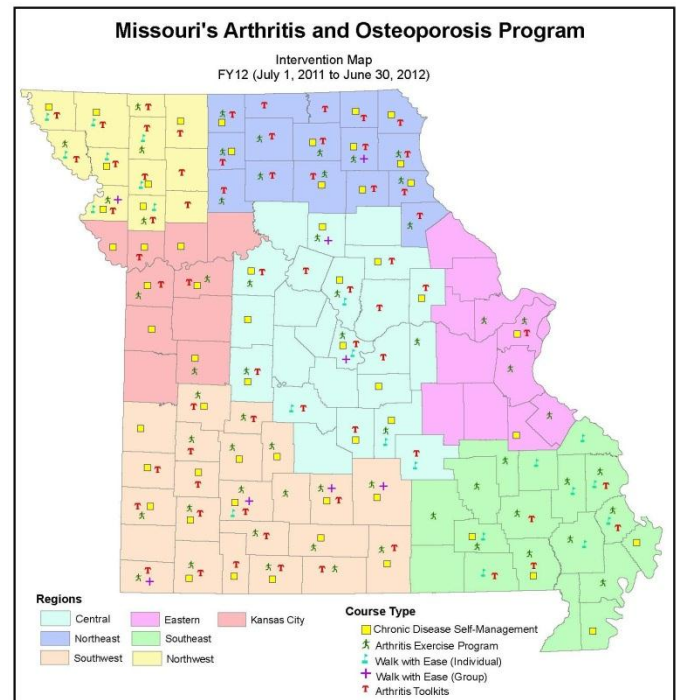 Missouri's Arthritis and Osteoporosis Program
Intervention Map
FY12 (July 1, 2011 to June 30, 2012)
Regions
Central
Eastern
Kansas City
Northeast
Southeast
Southwest
Northwest
Course Type
Chronic Disease Self-Management
Arthritis Exercise Program
Walk with Ease (Individual)
Walk with Ease (Group)
Arthritis Toolkits